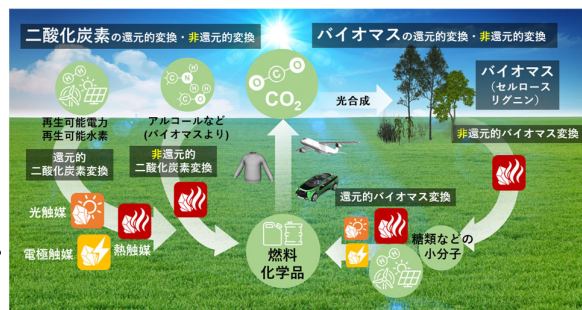 二酸化炭素の還元的変換・非還元的変換
バイオマスの還元的変換・非還元的変換
再生可能電力
再生可能水素
アルコールなど
(バイオマスより)
O C O
CO₂
光合成
バイオマス
(セルロース
リグニン)
還元的
二酸化炭素変換
非還元的
二酸化炭素変換
非還元的バイオマス変換
還元的バイオマス変換
光触媒
電極触媒
熱触媒
燃料
化学品
糖類などの
小分子